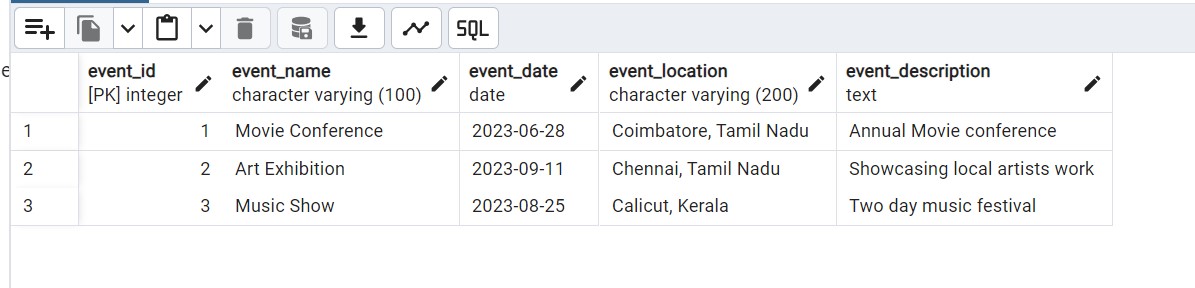 SQL
e
event_id event_name event_date event_location event_description
[PK] integer character varying (100) date character varying (200) text
1 1 Movie Conference 2023-06-28 Coimbatore, Tamil Nadu Annual Movie conference
2 2 Art Exhibition 2023-09-11 Chennai, Tamil Nadu Showcasing local artists work
3 3 Music Show 2023-08-25 Calicut, Kerala Two day music festival